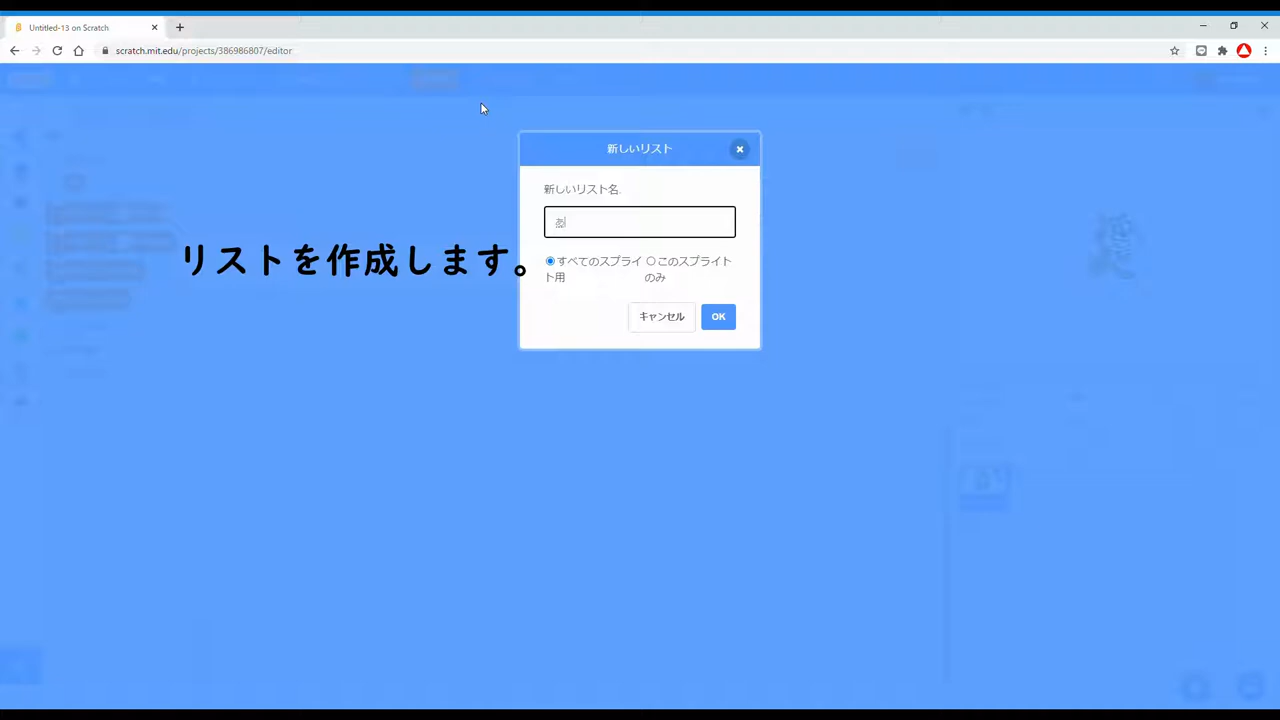 Untitled-13 on Scratch
scratch.mit.edu/projects/386986807/editor
新しいリスト
新しいリスト名.
あ
すべてのスプライト用
このスプライトのみ
キャンセル
OK
リストを作成します。